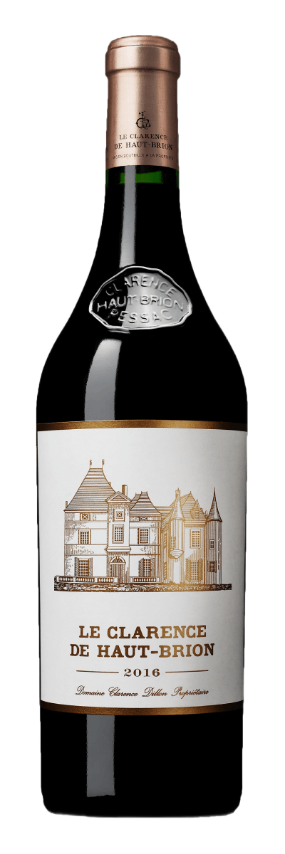 LE CLARENCE
DE HAUT-BRION
CLARENCE
HAUT BRION
PESSAC
LE CLARENCE
DE HAUT-BRION
2016
Domaine Clarence Dillon Propriétaire